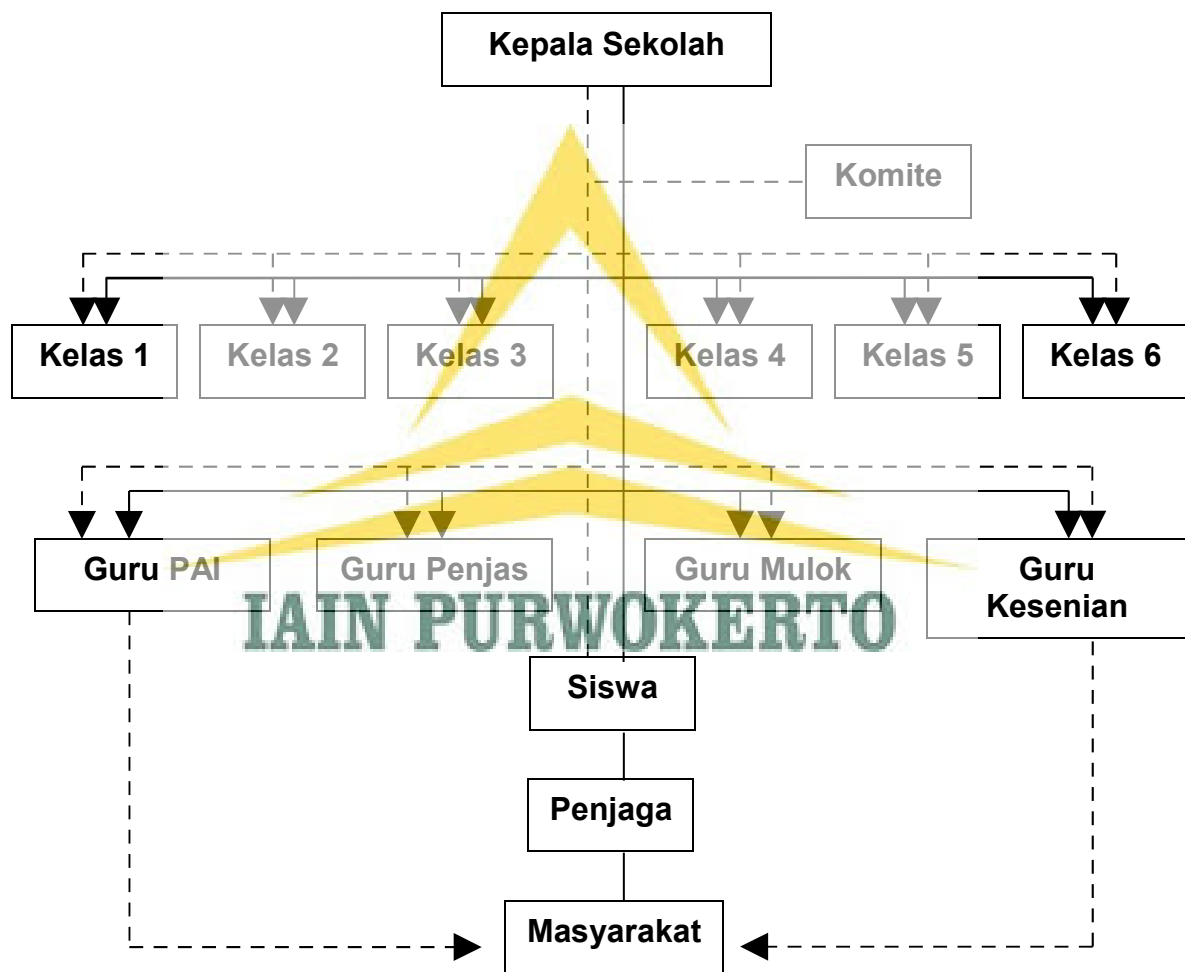 Kepala Sekolah
Komite
Kelas 1
Kelas 2
Kelas 3
Kelas 4
Kelas 5
Kelas 6
Guru PAI
Guru Penjas
Guru Mulok
Guru
Kesenian
IAIN PURWOKERTO
Siswa
Penjaga
Masyarakat